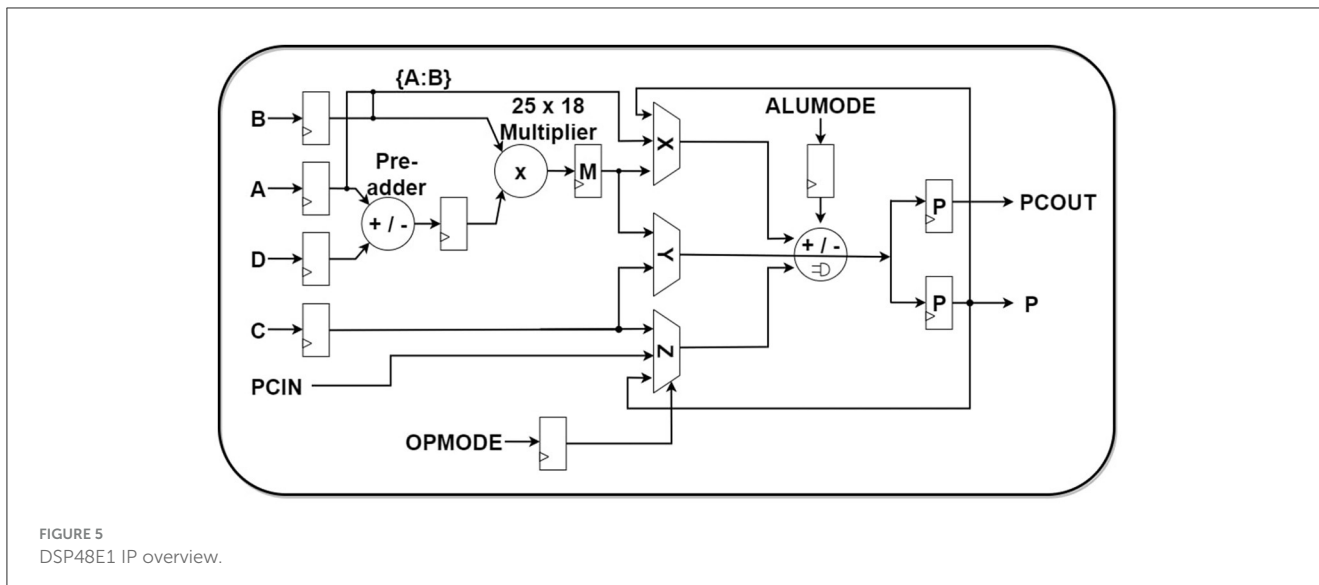 {A:B}
25 x 18
Multiplier
ALUMODE
B
X
A
Pre-
adder
x
M
+ / -
P
PCOUT
D
Y
+ / -
C
Z
P
P
PCIN
OPMODE
FIGURE 5
DSP48E1 IP overview.